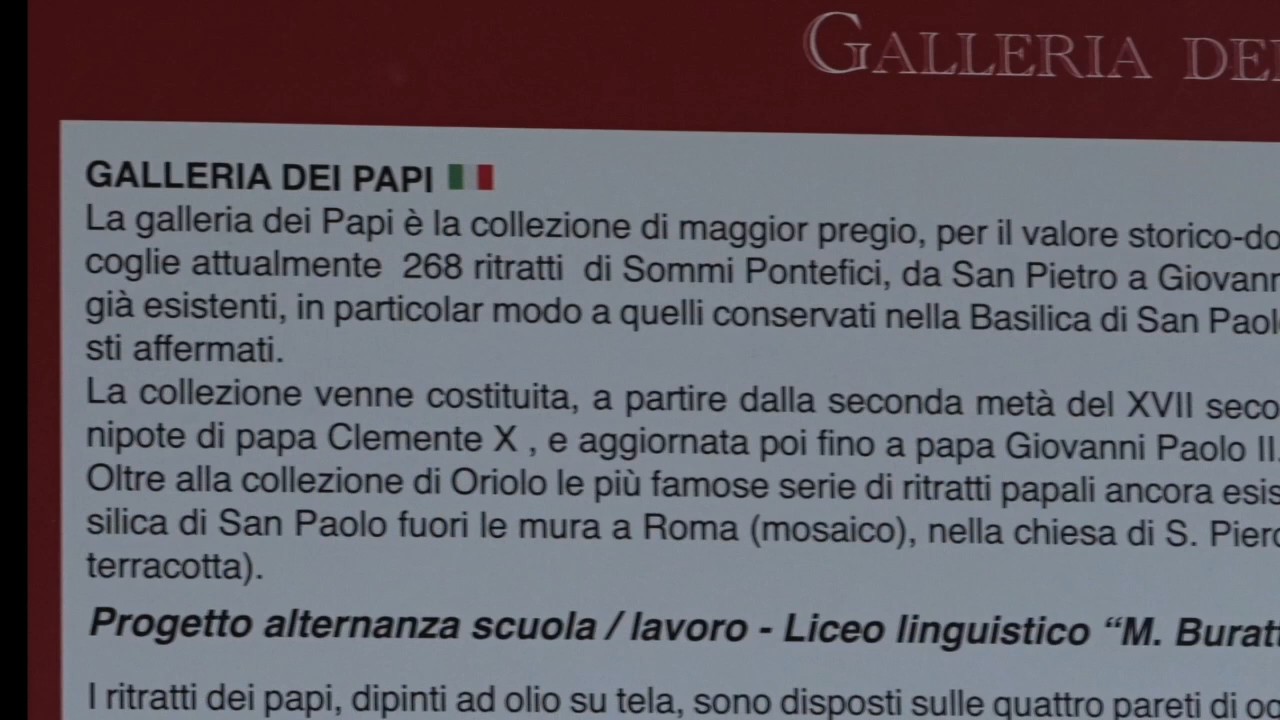 GALLERIA DEI
GALLERIA DEI PAPI
La galleria dei Papi è la collezione di maggior pregio, per il valore storico-do
coglie attualmente 268 ritratti di Sommi Pontefici, da San Pietro a Giovann
già esistenti, in particolar modo a quelli conservati nella Basilica di San Paol
sti affermati.
La collezione venne costituita, a partire dalla seconda metà del XVII seco
nipote di papa Clemente X , e aggiornata poi fino a papa Giovanni Paolo II.
Oltre alla collezione di Oriolo le più famose serie di ritratti papali ancora esis
silica di San Paolo fuori le mura a Roma (mosaico), nella chiesa di S. Piero
terracotta).
Progetto alternanza scuola / lavoro - Liceo linguistico “M. Buratt
I ritratti dei papi, dipinti ad olio su tela, sono disposti sulle quattro pareti di